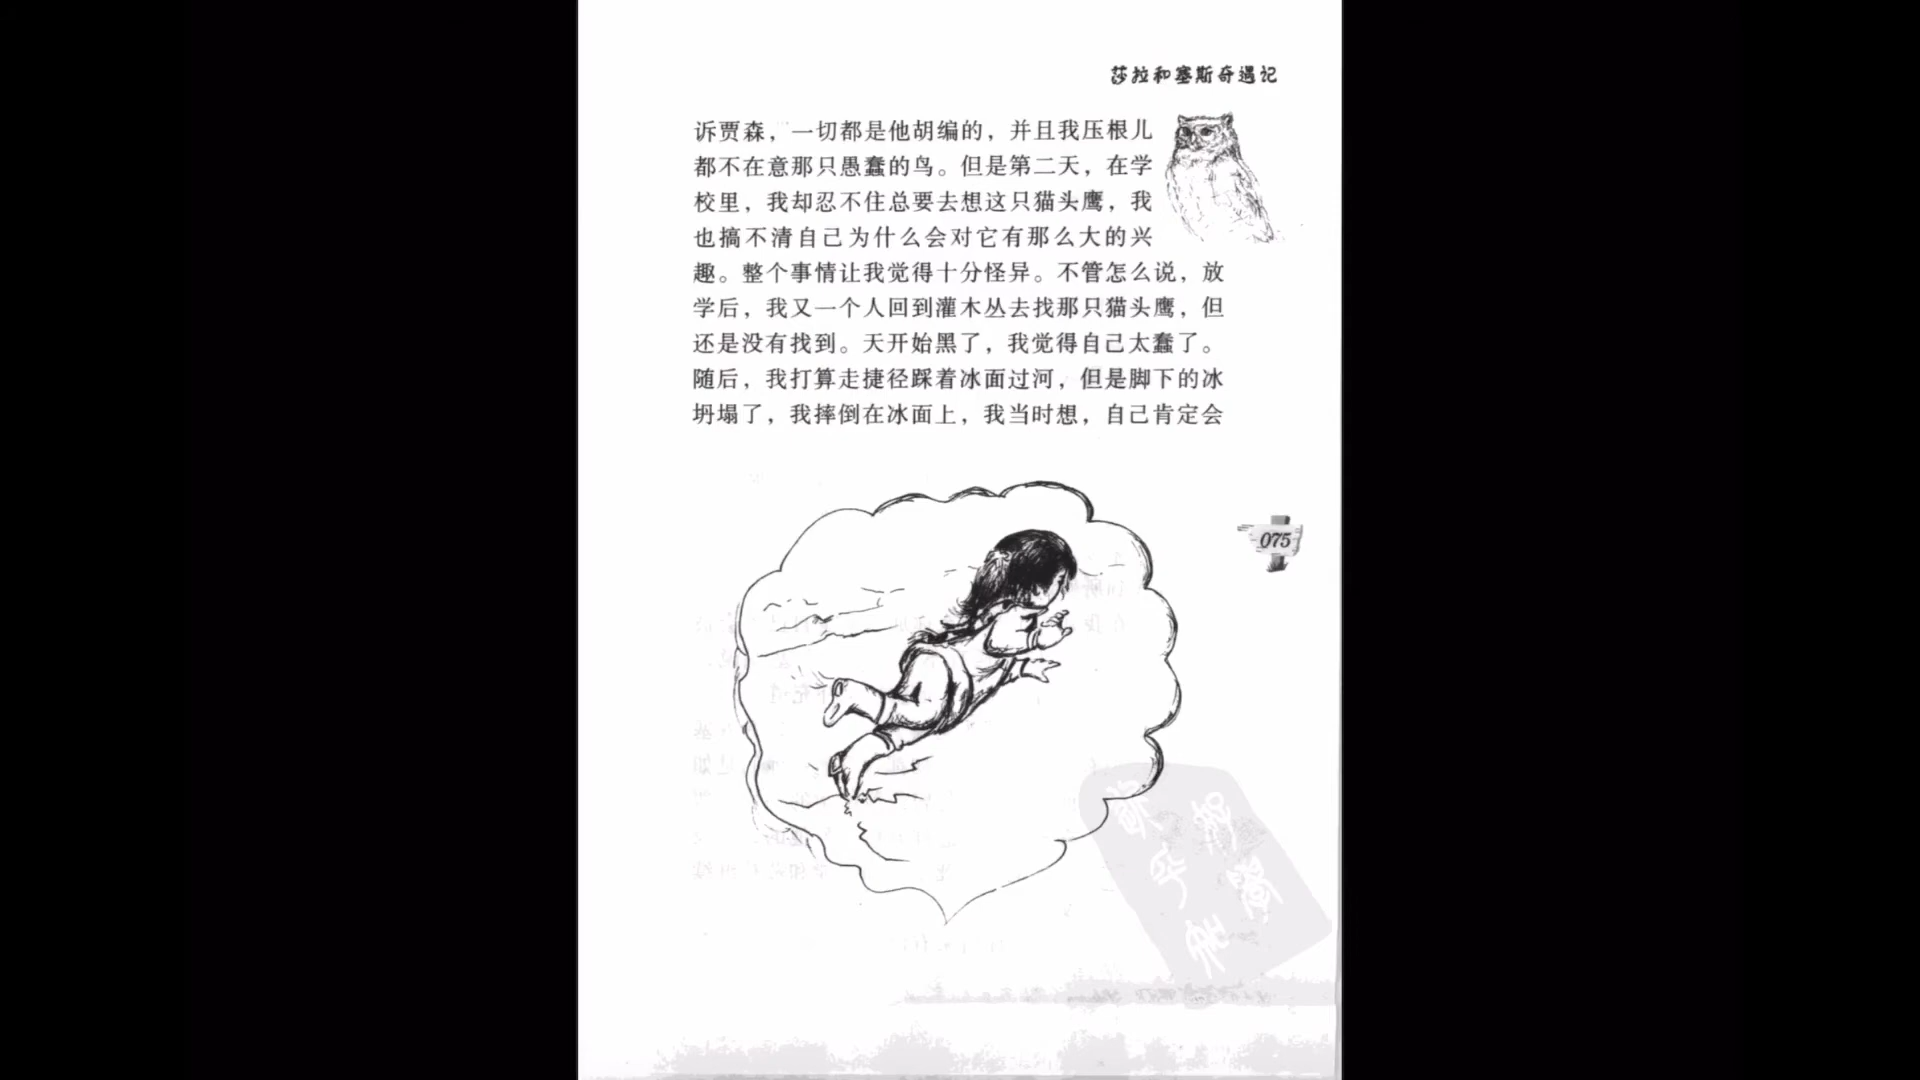 莎拉和塞斯奇遇记
诉贾森，一切都是他胡编的，并且我压根儿
都不在意那只愚蠢的鸟。但是第二天，在学
校里，我却忍不住总要去想这只猫头鹰，我
也搞不清自己为什么会对它有那么大的兴
趣。整个事情让我觉得十分怪异。不管怎么说，放
学后，我又一个人回到灌木丛去找那只猫头鹰，但
还是没有找到。天开始黑了，我觉得自己太蠢了。
随后，我打算走捷径踩着冰面过河，但是脚下的冰
坍塌了，我摔倒在冰面上，我当时想，自己肯定会
075